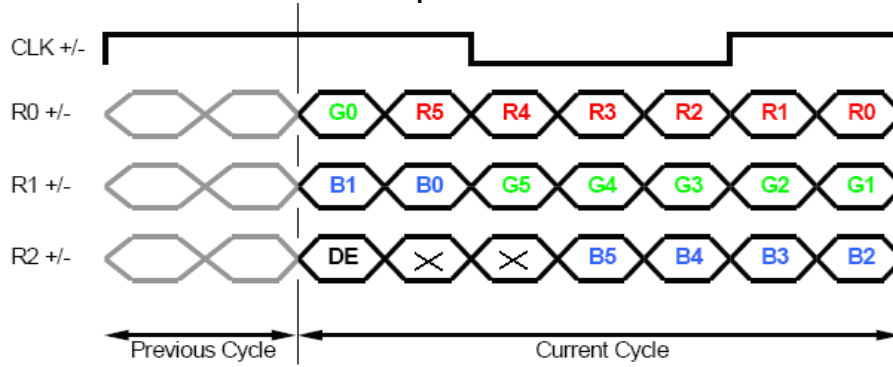 CLK +/-
R0 +/- G0 R5 R4 R3 R2 R1 R0
R1 +/- B1 B0 G5 G4 G3 G2 G1
R2 +/- DE B5 B4 B3 B2
Previous Cycle Current Cycle